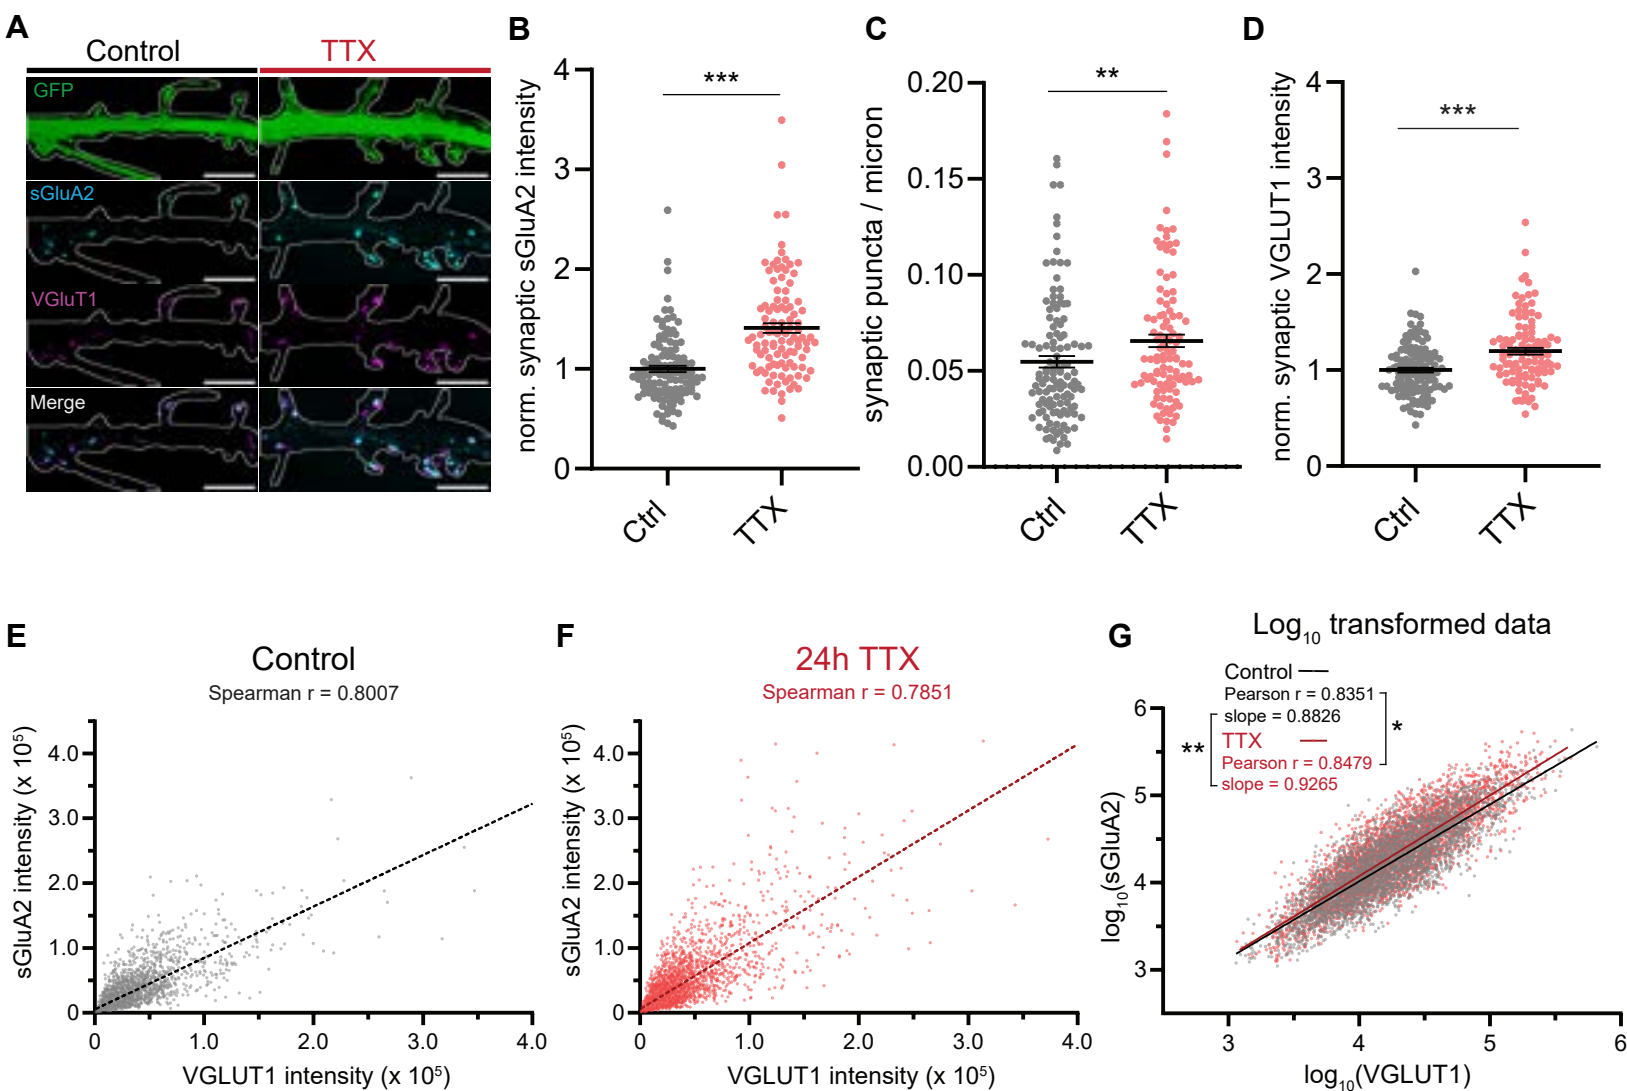 A
Control
TTX
GFP
sGluA2
VGluT1
Merge
B
norm. synaptic sGluA2 intensity
4
3
2
1
0
***
Ctrl
TTX
C
synaptic puncta / micron
0.20
0.15
0.10
0.05
0.00
**
Ctrl
TTX
D
norm. synaptic VGLUT1 intensity
4
3
2
1
0
***
Ctrl
TTX
E
Control
Spearman r = 0.8007
sGluA2 intensity (x 10⁵)
4.0
3.0
2.0
1.0
0
0 1.0 2.0 3.0 4.0
VGLUT1 intensity (x 10⁵)
F
24h TTX
Spearman r = 0.7851
sGluA2 intensity (x 10⁵)
4.0
3.0
2.0
1.0
0
0 1.0 2.0 3.0 4.0
VGLUT1 intensity (x 10⁵)
G
Log₁₀ transformed data
Control
Pearson r = 0.8351
slope = 0.8826
TTX
Pearson r = 0.8479
slope = 0.9265
**
*
log₁₀(sGluA2)
6
5
4
3
3 4 5 6
log₁₀(VGLUT1)